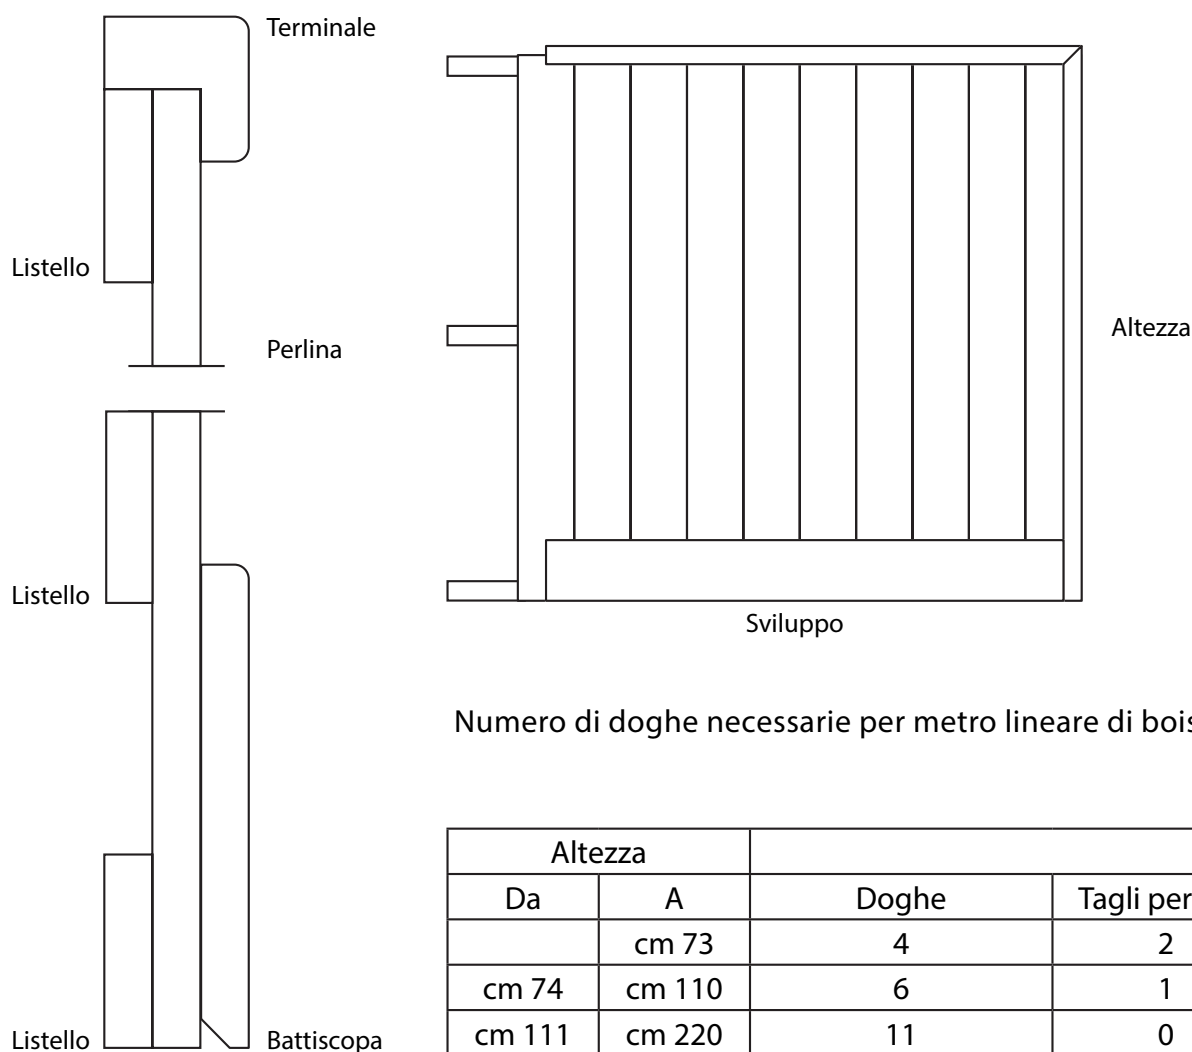 Terminale
Listello
Perlina
Listello
Listello
Battiscopa
Altezza
Sviluppo
Numero di doghe necessarie per metro lineare di
Altezza
Da A Doghe Tagli per
cm 73 4 2
cm 74 cm 110 6 1
cm 111 cm 220 11 0